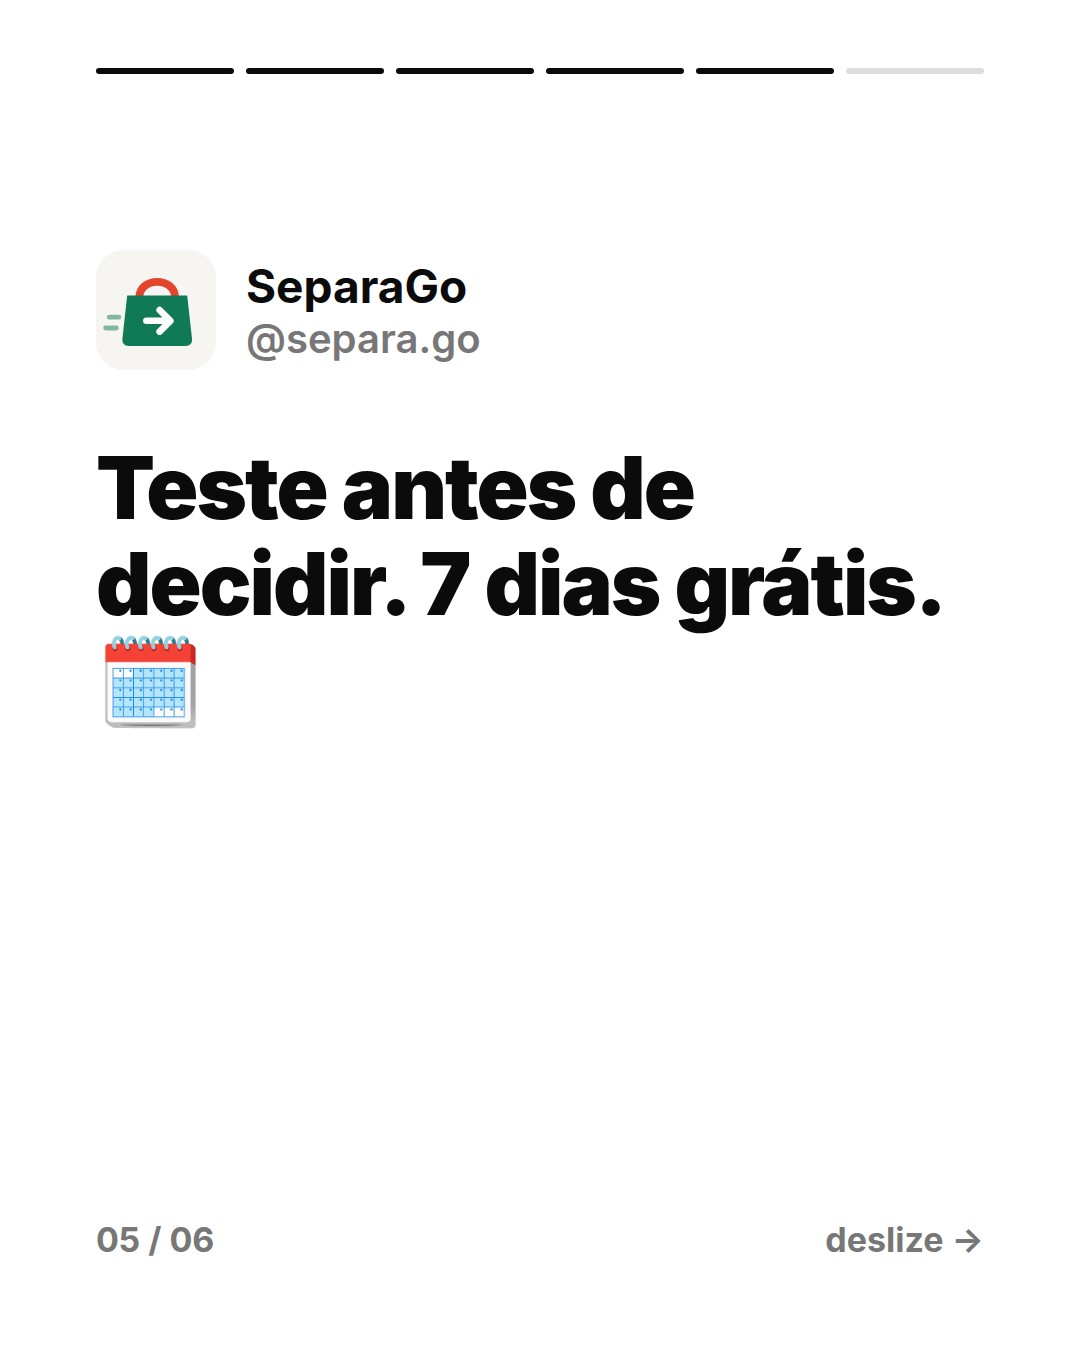 SeparaGo
@separa.go
Teste antes de
decidir. 7 dias grátis.
🗓️
05 / 06
deslize →